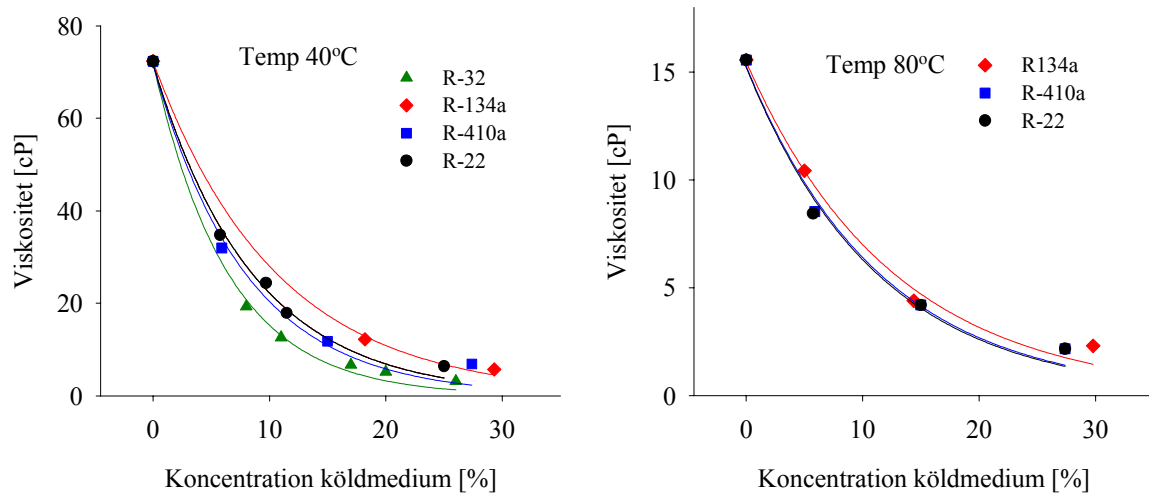 Temp 40°C
R-32
R-134a
R-410a
R-22
80
60
40
20
0
Viskositet [cP]
0 10 20 30
Koncentration köldmedium [%]
Temp 80°C
R134a
R-410a
R-22
15
10
5
0
Viskositet [cP]
0 10 20 30
Koncentration köldmedium [%]